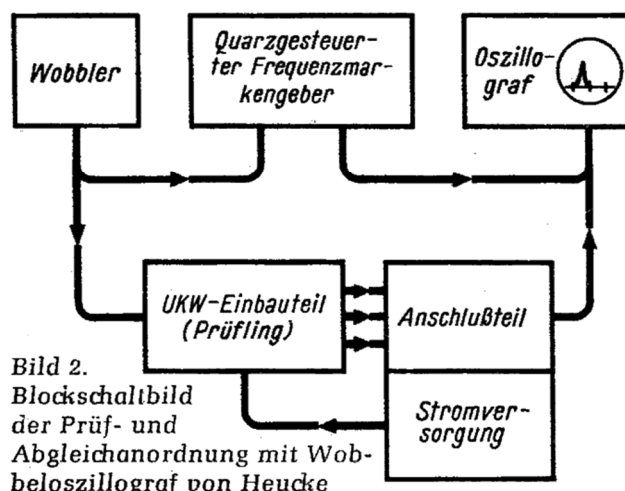 Wobbler
Quarzgesteuer-
ter Frequenzmar-
kengeber
Oszillo-
graf
UKW-Einbauteil
(Prüfling)
Anschlußteil
Stromver-
sorgung
Bild 2.
Blockschaltbild
der Prüf- und
Abgleichanordnung mit Wob-
beloszillograf von Heucke